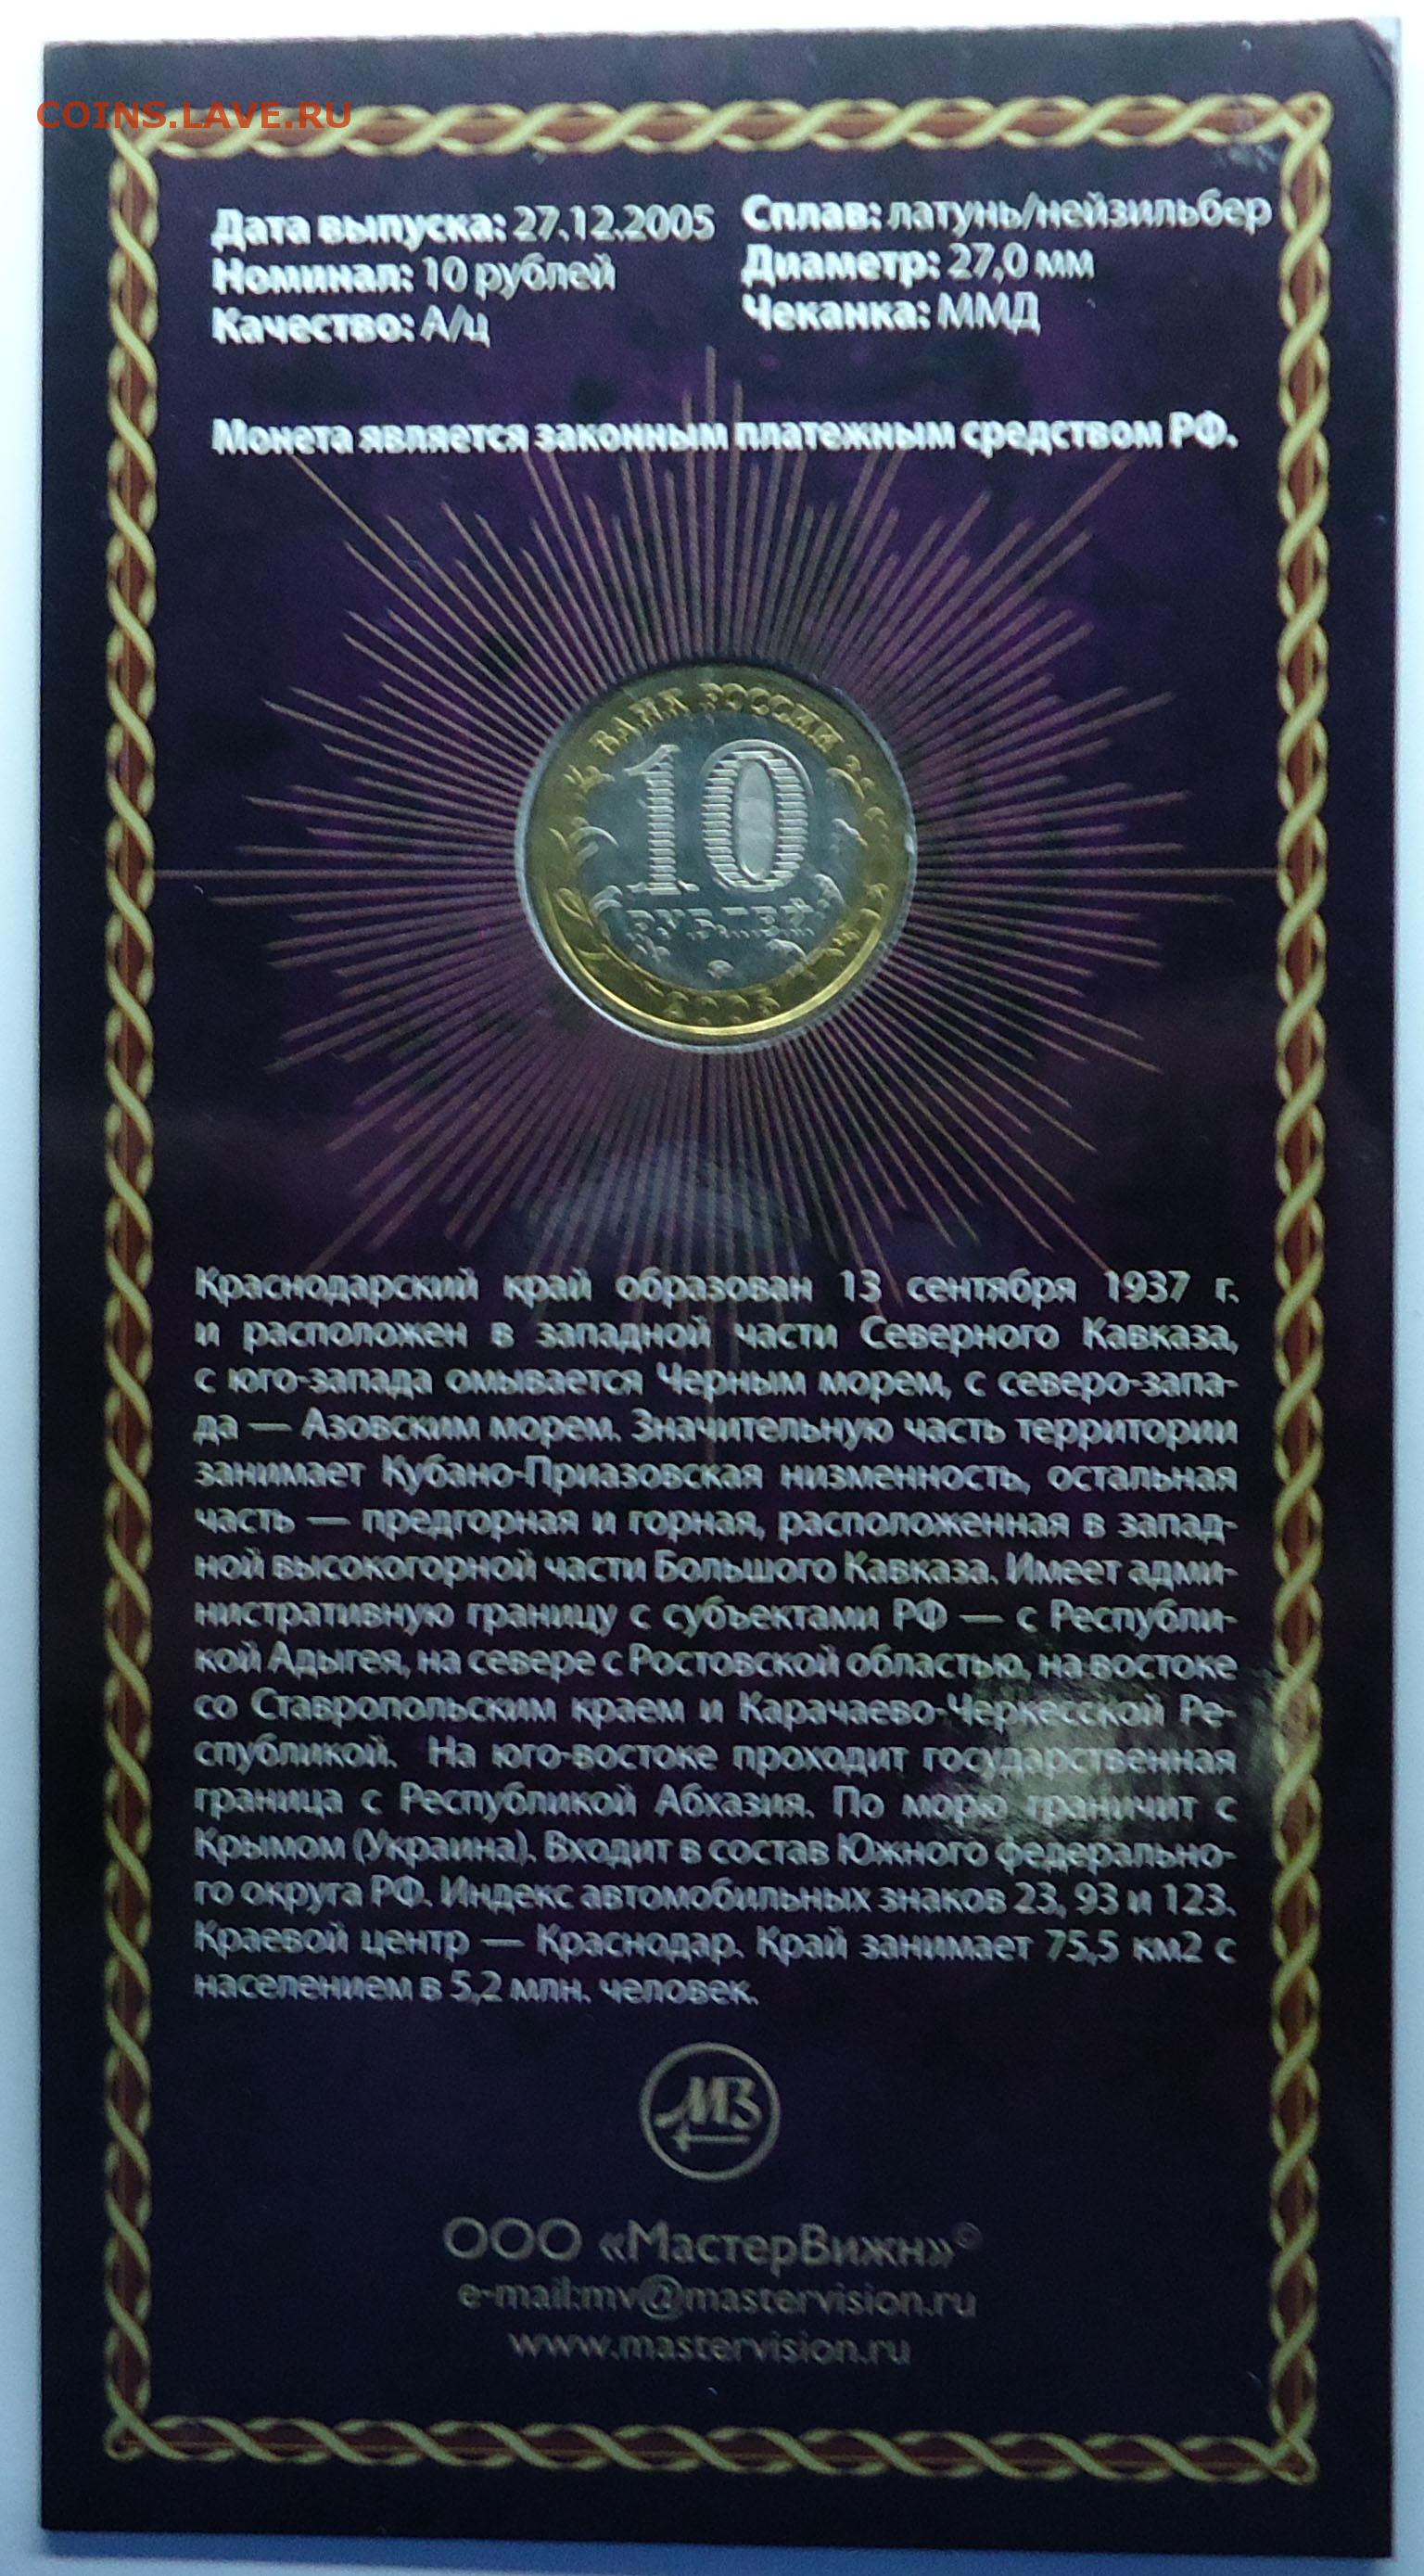 COINS.LAVE.RU
Дата выпуска: 27.12.2005
Номинал: 10 рублей
Качество: А/ц
Сплав: латунь/нейзильбер
Диаметр: 27,0 мм
Чеканка: ММД
Монета является законным платежным средством РФ.
БАНК РОССИИ
10
РУБЛЕЙ
2005
Краснодарский край образован 13 сентября 1937 г.
и расположен в западной части Северного Кавказа,
с юго-запада омывается Черным морем, с северо-запа-
да — Азовским морем. Значительную часть территории
занимает Кубано-Приазовская низменность, остальная
часть — предгорная и горная, расположенная в запад-
ной высокогорной части Большого Кавказа. Имеет адми-
нистративную границу с субъектами РФ — с Республи-
кой Адыгея, на севере с Ростовской областью, на востоке
со Ставропольским краем и Карачаево-Черкесской Ре-
спубликой. На юго-востоке проходит государственная
граница с Республикой Абхазия. По морю граничит с
Крымом (Украина). Входит в состав Южного федерально-
го округа РФ. Индекс автомобильных знаков 23, 93 и 123.
Краевой центр — Краснодар. Край занимает 75,5 км2 с
населением в 5,2 млн. человек.
МВ
ООО «МастерВижн»©
e-mail:mv@mastervision.ru
www.mastervision.ru